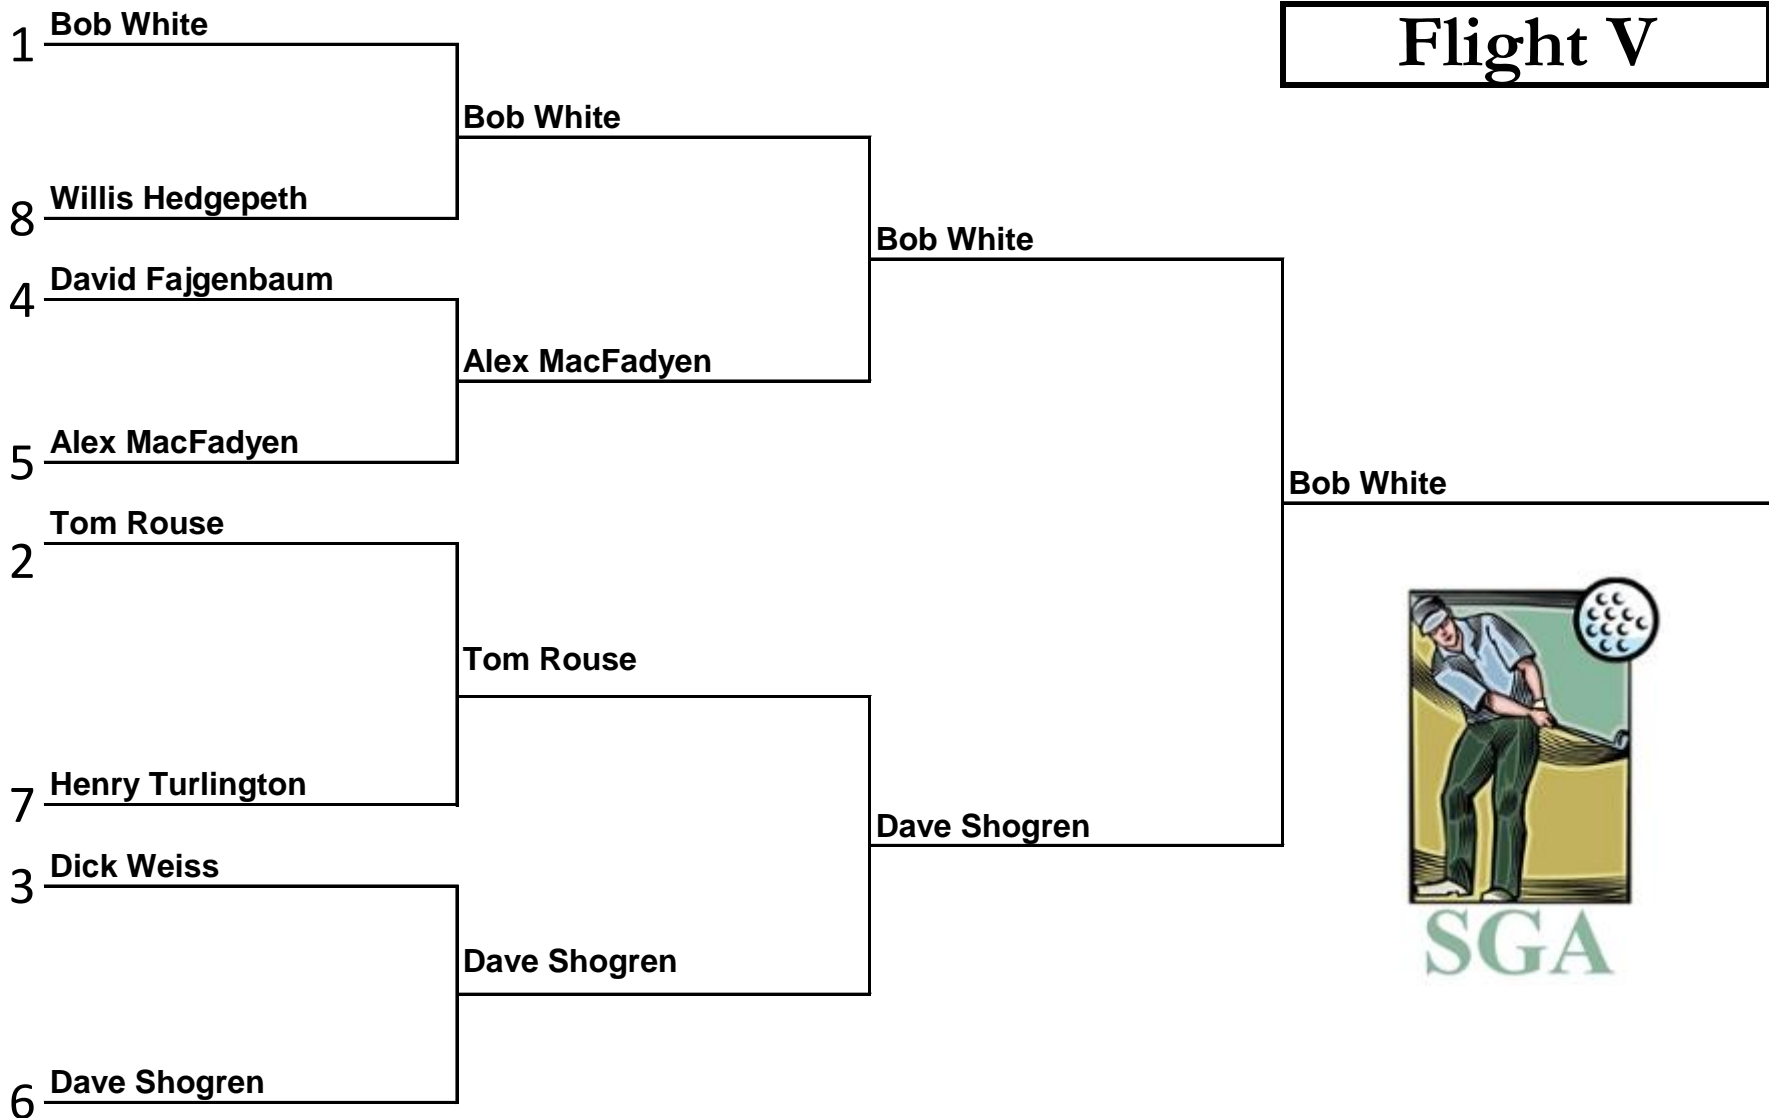 Flight V
1 Bob White
Bob White
8 Willis Hedgepeth
Bob White
4 David Fajgenbaum
Alex MacFadyen
5 Alex MacFadyen
Bob White
2 Tom Rouse
Tom Rouse
7 Henry Turlington
Dave Shogren
3 Dick Weiss
Dave Shogren
6 Dave Shogren
SGA